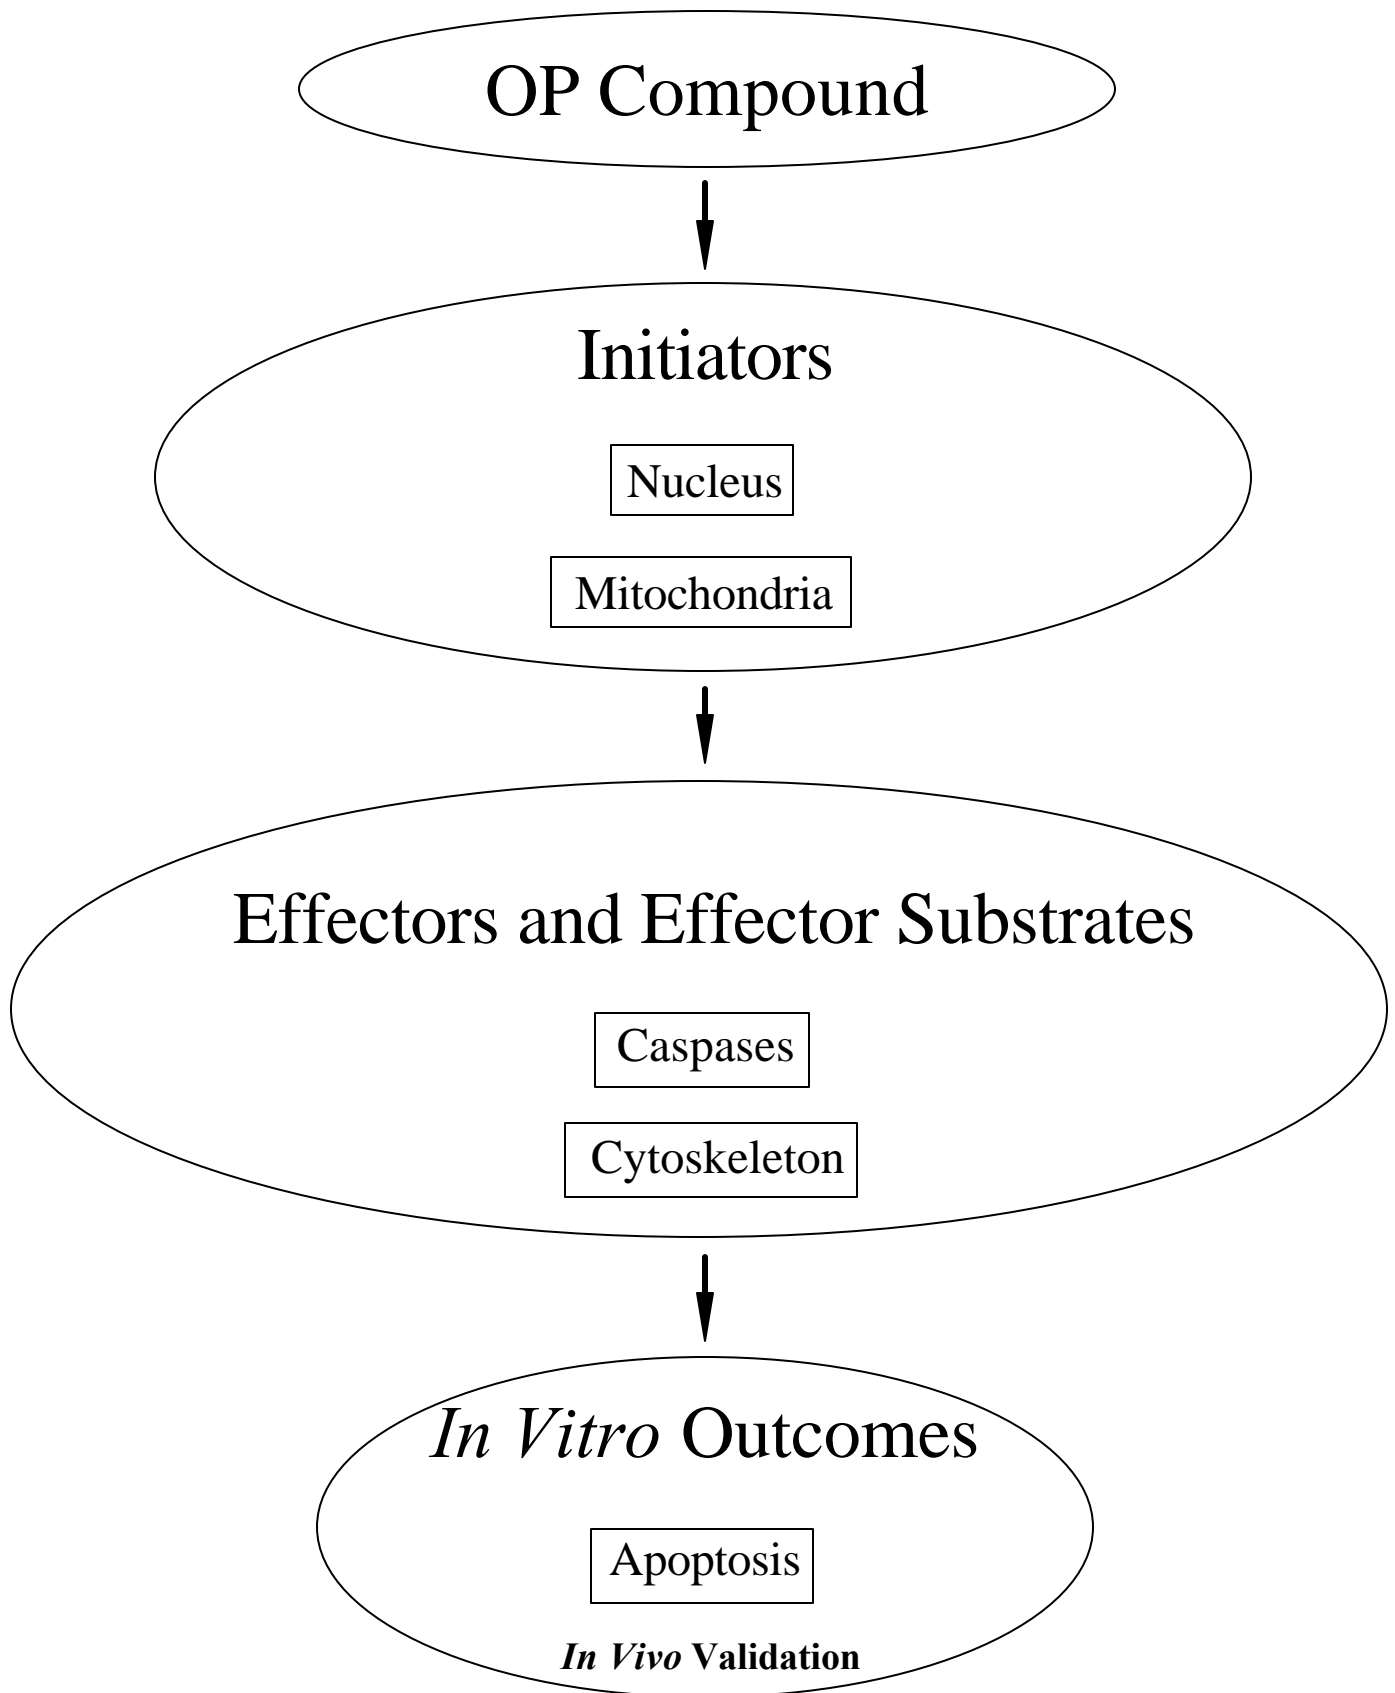 OP Compound
Initiators
Nucleus
Mitochondria
Effectors and Effector Substrates
Caspases
Cytoskeleton
In Vitro Outcomes
Apoptosis
In Vivo Validation